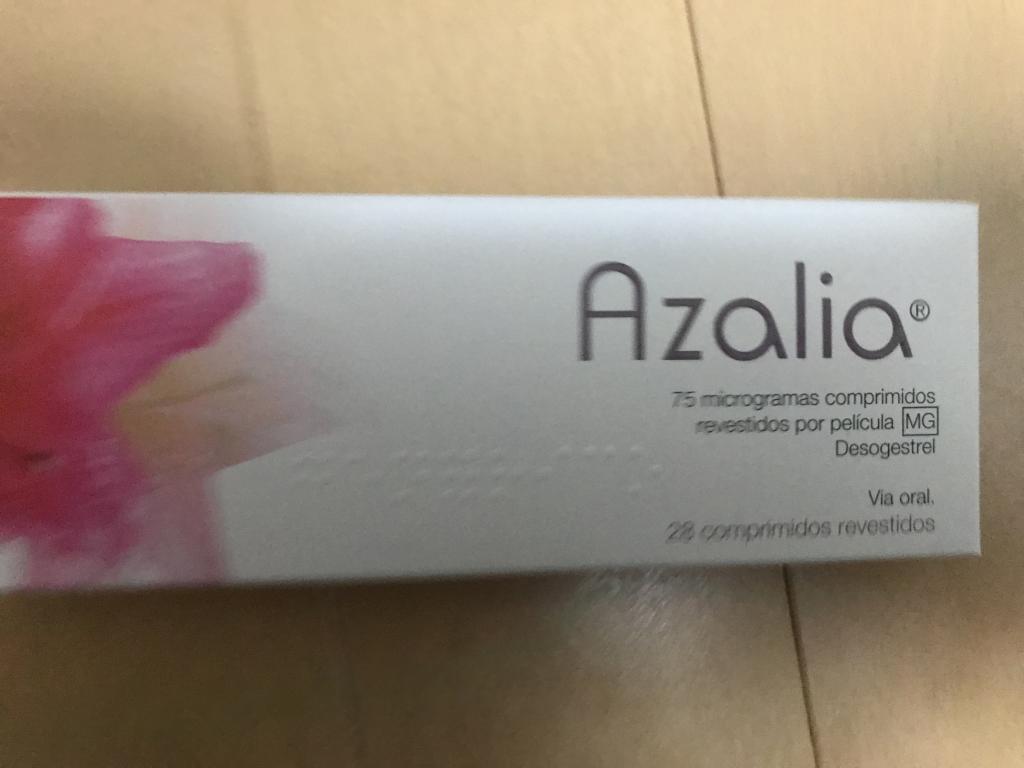 Azalia®
75 microgramas comprimidos
revestidos por película MG
Desogestrel
Via oral.
28 comprimidos revestidos